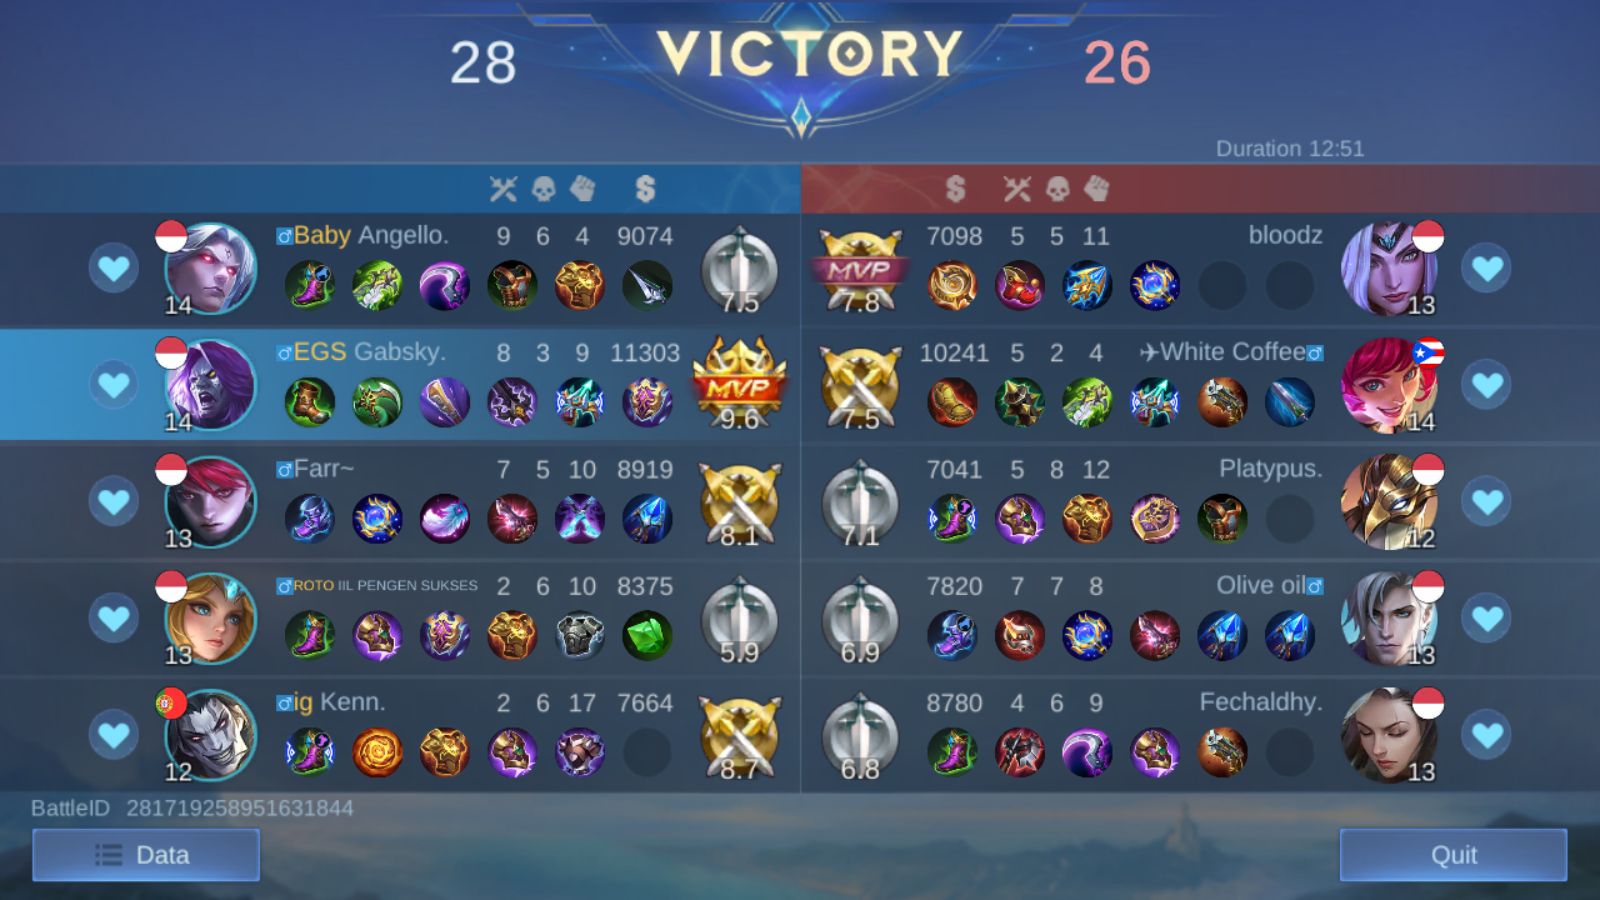 28 VICTORY 26
Duration 12:51
Baby Angello. 9 6 4 9074
14 7.5
MVP 7.8 7098 5 5 11 bloodz
13
EGS Gabsky. 8 3 9 11303
14 MVP 9.6
7.5 10241 5 2 4 White Coffee
14
Farr~ 7 5 10 8919
13 8.1
7.1 7041 5 8 12 Platypus.
12
ROTO IIL PENGEN SUKSES 2 6 10 8375
13 5.9
6.9 7820 7 7 8 Olive oil
13
ig Kenn. 2 6 17 7664
12 8.7
6.8 8780 4 6 9 Fechaldhy.
13
BattleID 281719258951631844
Data
Quit